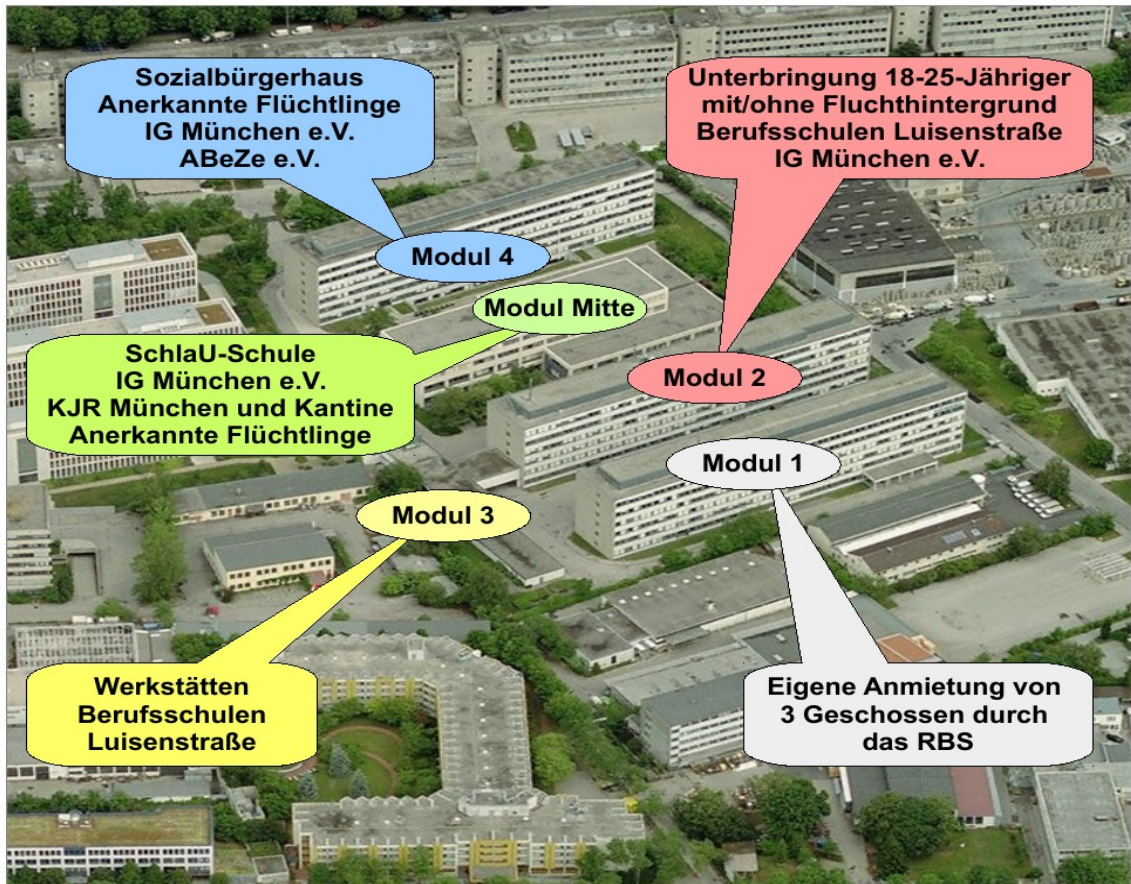 Sozialbürgerhaus
Anerkannte Flüchtlinge
IG München e.V.
ABeZe e.V.
Unterbringung 18-25-Jähriger
mit/ohne Fluchthintergrund
Berufsschulen Luisenstraße
IG München e.V.
Modul 4
Modul Mitte
SchlaU-Schule
IG München e.V.
KJR München und Kantine
Anerkannte Flüchtlinge
Modul 2
Modul 1
Modul 3
Werkstätten
Berufsschulen
Luisenstraße
Eigene Anmietung von
3 Geschossen durch
das RBS